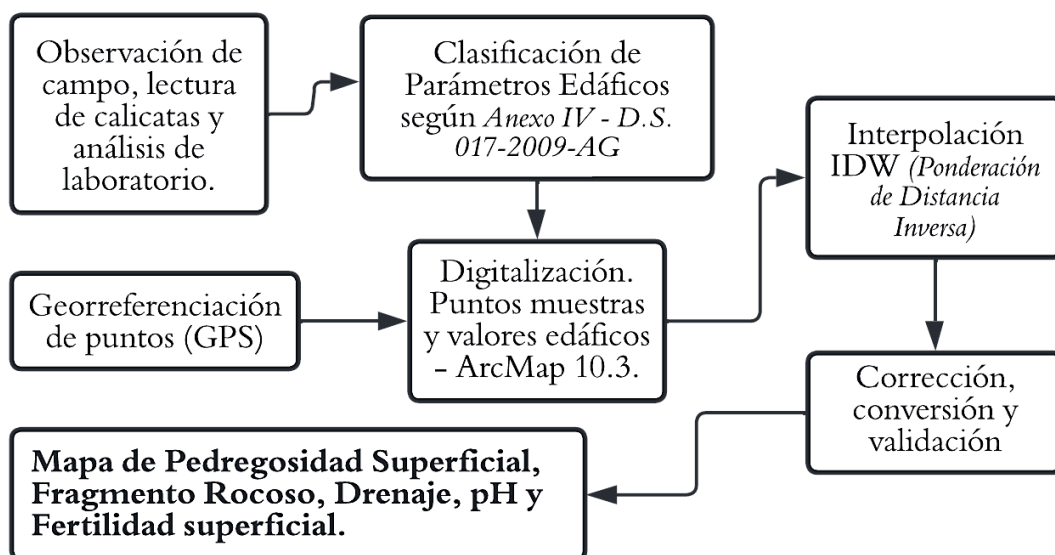 Observación de
campo, lectura
de calicatas y
análisis de
laboratorio.
Clasificación de
Parámetros Edáficos
según Anexo IV - D.S.
017-2009-AG
Georreferenciación
de puntos (GPS)
Digitalización.
Puntos muestras
y valores edáficos
– ArcMap 10.3.
Interpolación
IDW (Ponderación
de Distancia
Inversa)
Corrección,
conversión y
validación
Mapa de Pedregosidad Superficial,
Fragmento Rocoso, Drenaje, pH y
Fertilidad superficial.